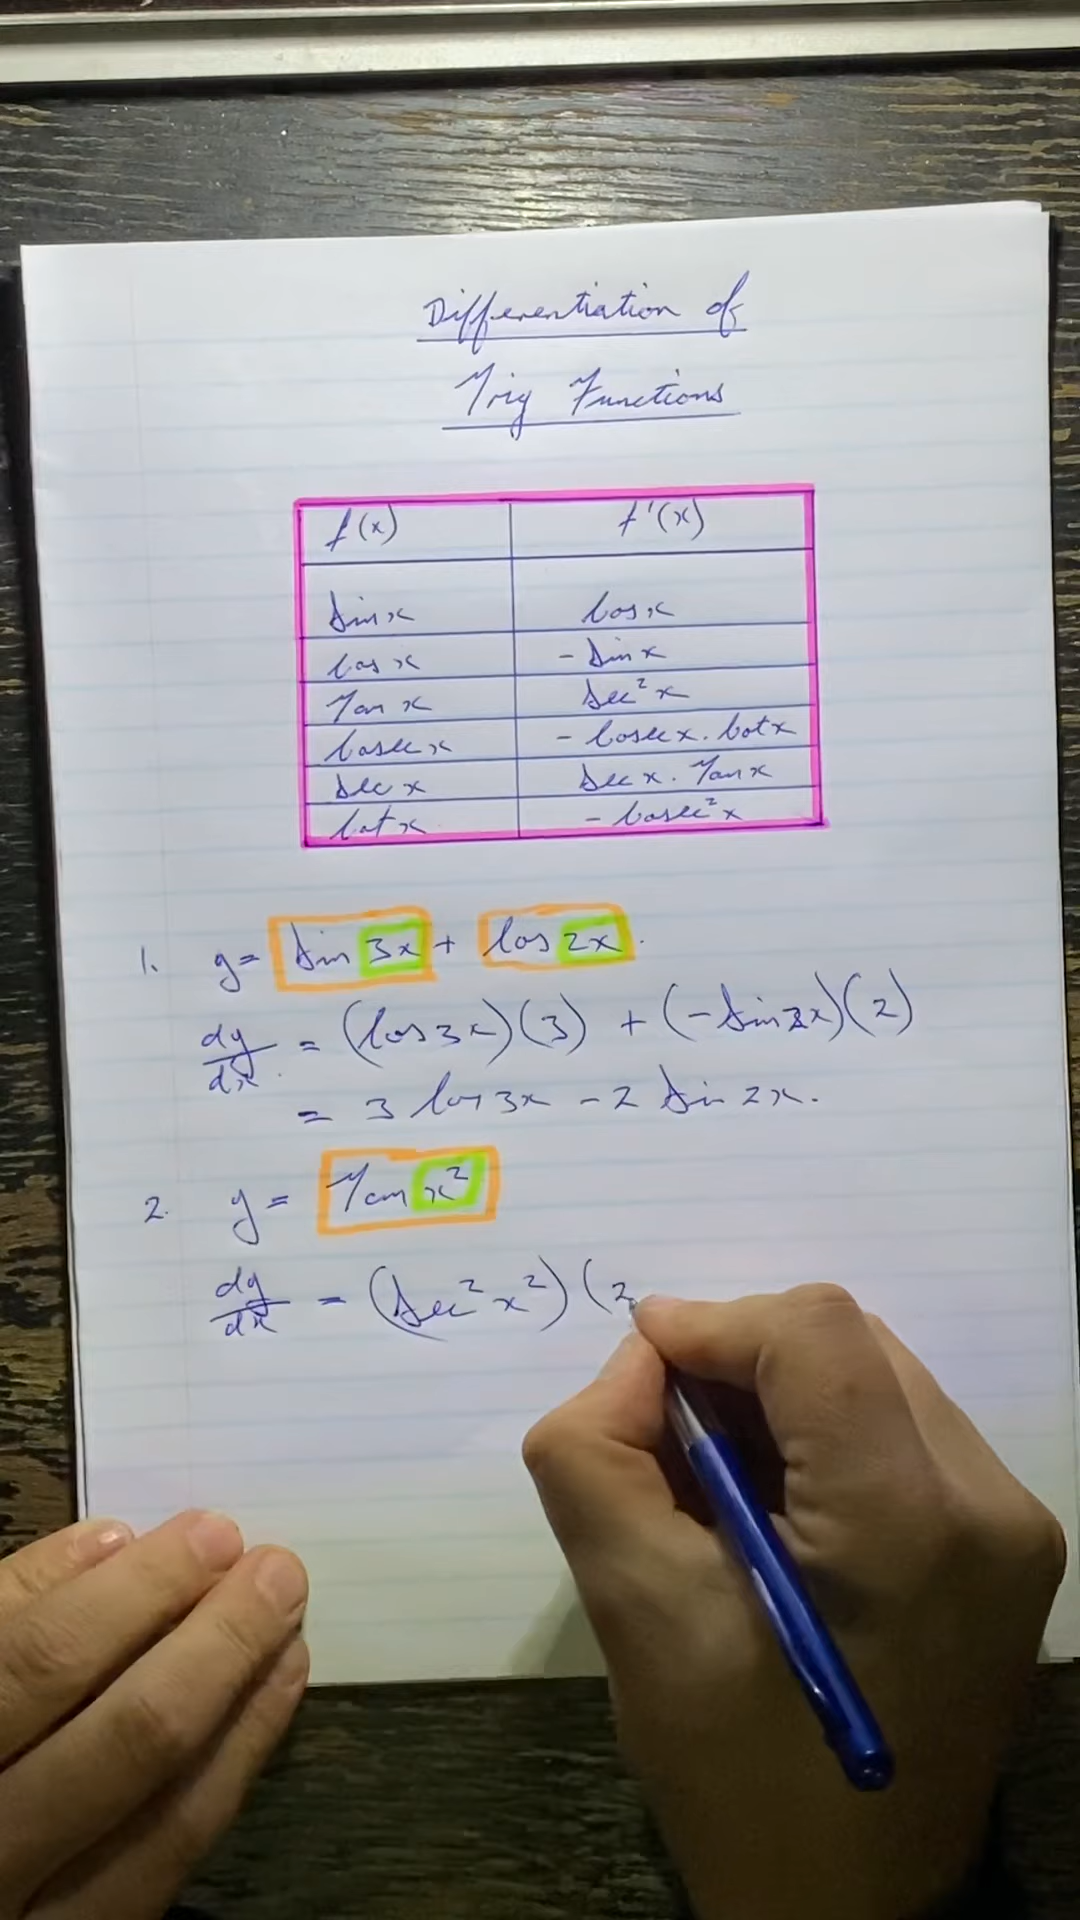 Differentiation of
Trig Functions
f(x) f'(x)
Sin x Cos x
Cos x - Sin x
Tan x Sec² x
Cosec x - Cosec x . Cot x
Sec x Sec x . Tan x
Cot x - Cosec² x
1. y = Sin 3x + Cos 2x.
dy/dx = (Cos 3x)(3) + (-Sin 2x)(2)
= 3 Cos 3x - 2 Sin 2x.
2. y = Tan x²
dy/dx = (Sec² x²)(2